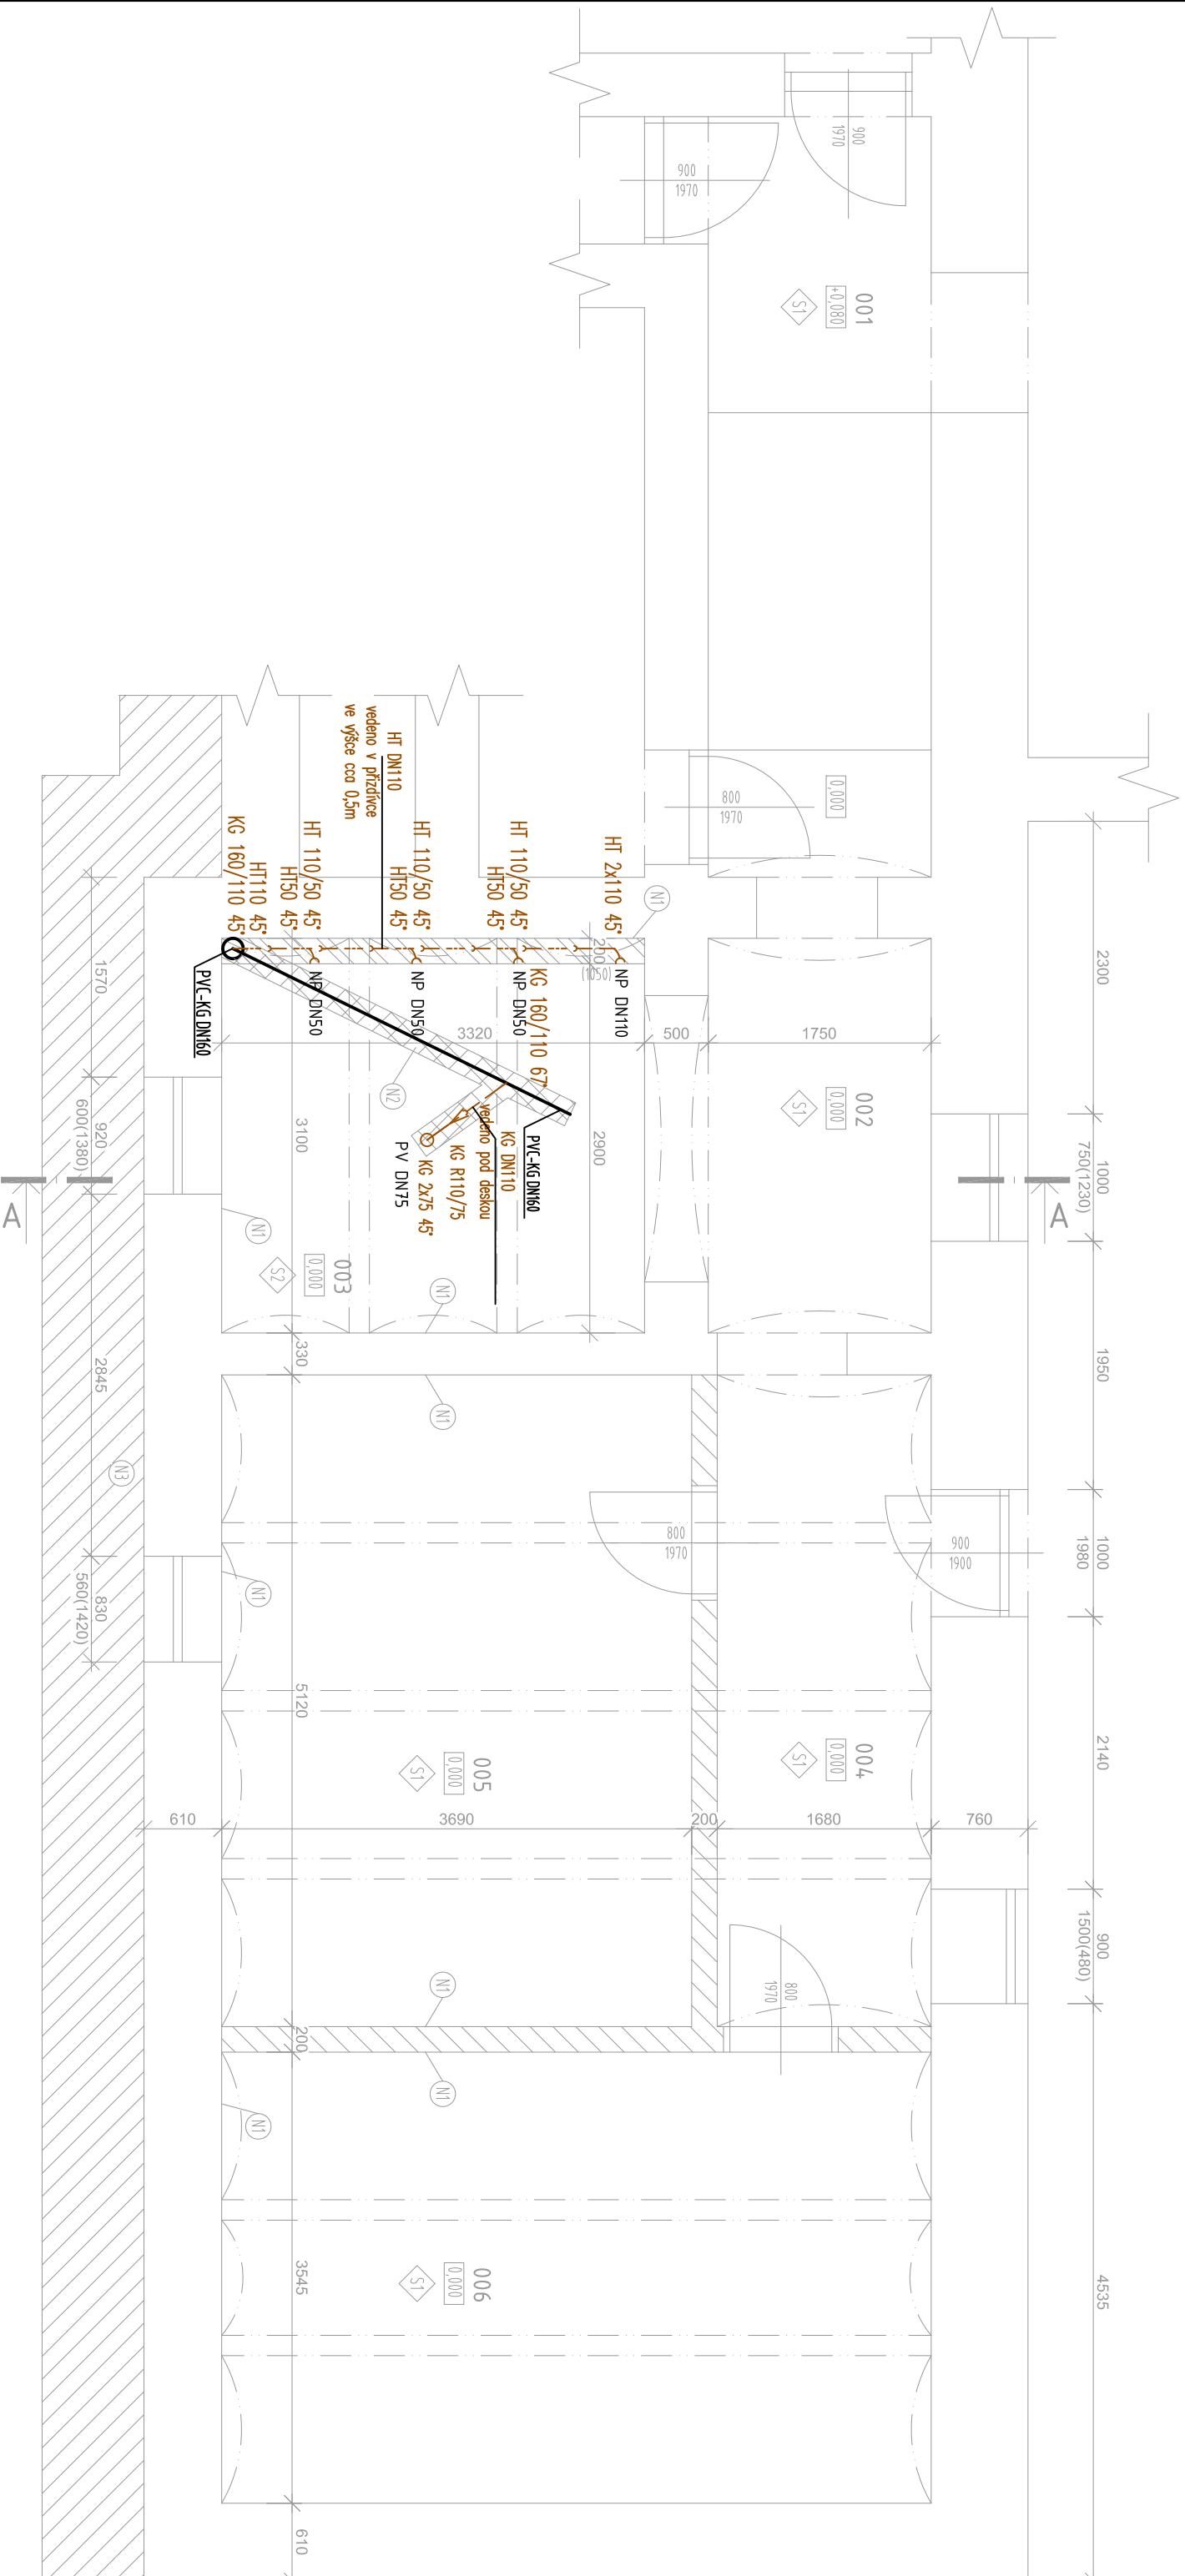 900
1970
900
1970
001
+0,080
S1
0,000
800
1970
HT DN110
vedeno v přizdívce
ve výšce cca 0,5m
KG 160/110 45°
HT110 45°
HT50 45°
HT 110/50 45°
HT50 45°
HT 110/50 45°
HT50 45°
HT 110/50 45°
HT 2x110 45°
N1
200
(1050)
NP DN110
NP DN50
NP DN50
NP DN50
KG 160/110 67°
PVC-KG DN160
1570
2300
3320
500
1750
N2
002
0,000
S1
920
600(1380)
3100
2900
1000
750(1230)
PVC-KG DN160
KG DN110
vedeno pod deskou
KG R110/75
KG 2x75 45°
PV DN75
A
A
N1
003
0,000
S2
N1
330
N1
2845
1950
N3
800
1970
900
1900
1000
1980
N1
830
560(1420)
5120
005
0,000
S1
004
0,000
S1
2140
610
3690
200
1680
760
900
1500(480)
800
1970
N1
200
N1
N1
3545
006
0,000
S1
4535
610